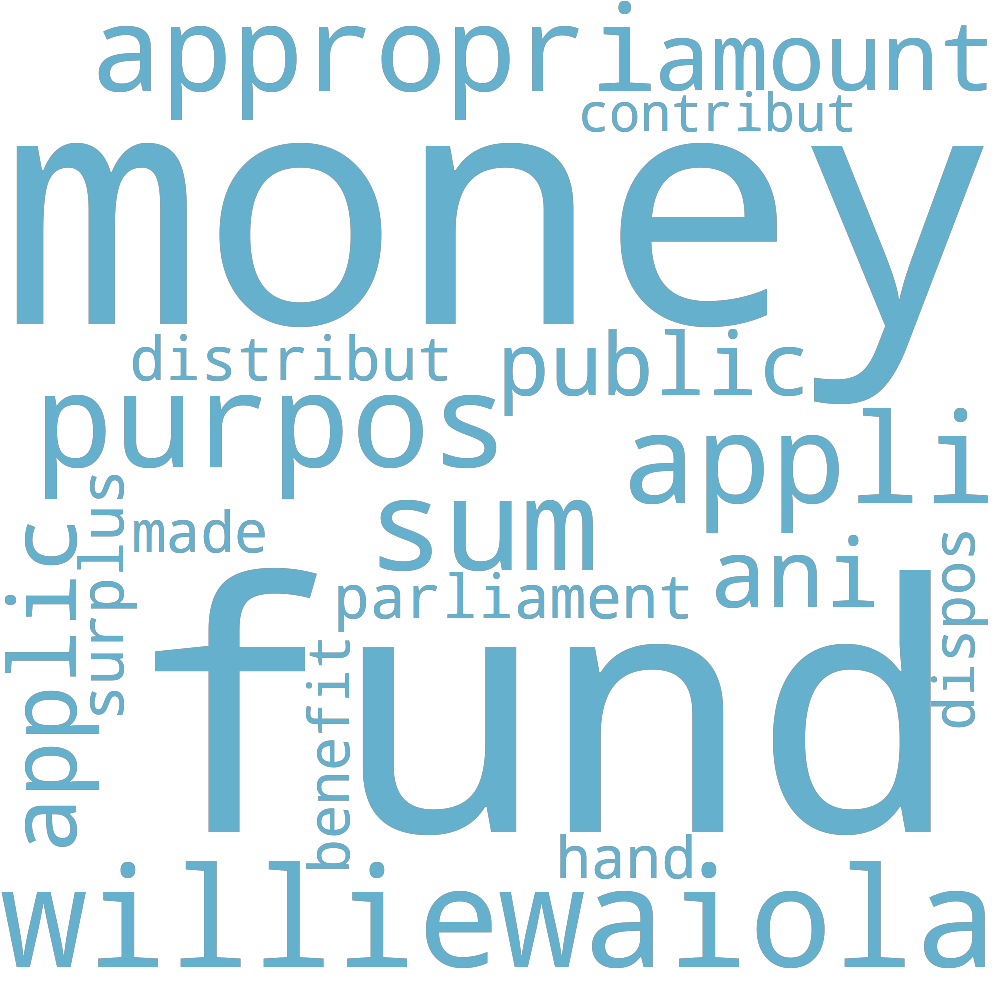 appropri
amount
contribut
money
distribut
public
purpos
appli
surplus
made
sum
applic
parliament
ani
dispos
fund
benefit
hand
williewaiola